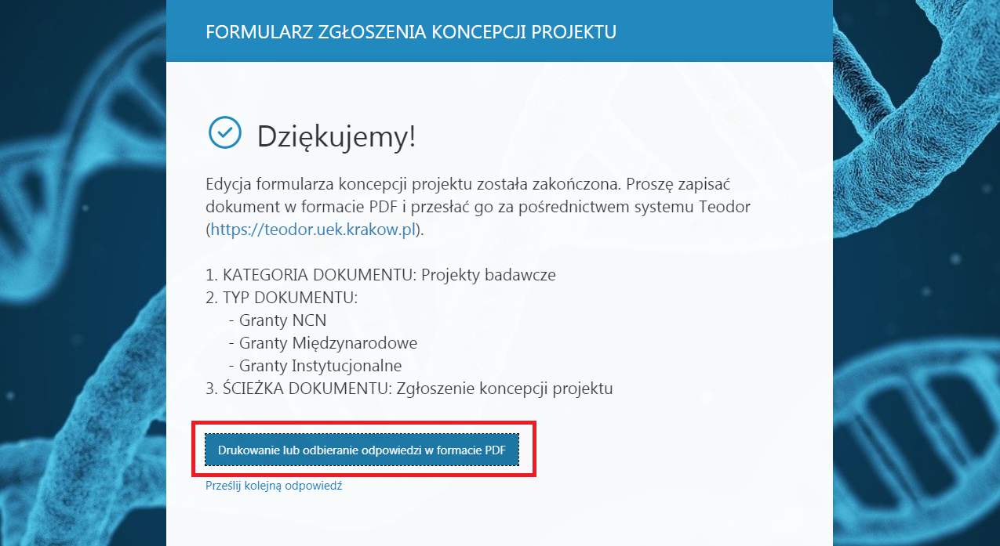 FORMULARZ ZGŁOSZENIA KONCEPCJI PROJEKTU
Dziękujemy!
Edycja formularza koncepcji projektu została zakończona. Proszę zapisać
dokument w formacie PDF i przesłać go za pośrednictwem systemu Teodor
(https://teodor.uek.krakow.pl).
1. KATEGORIA DOKUMENTU: Projekty badawcze
2. TYP DOKUMENTU:
- Granty NCN
- Granty Międzynarodowe
- Granty Instytucjonalne
3. ŚCIEŻKA DOKUMENTU: Zgłoszenie koncepcji projektu
Drukowanie lub odbieranie odpowiedzi w formacie PDF
Prześlij kolejną odpowiedź